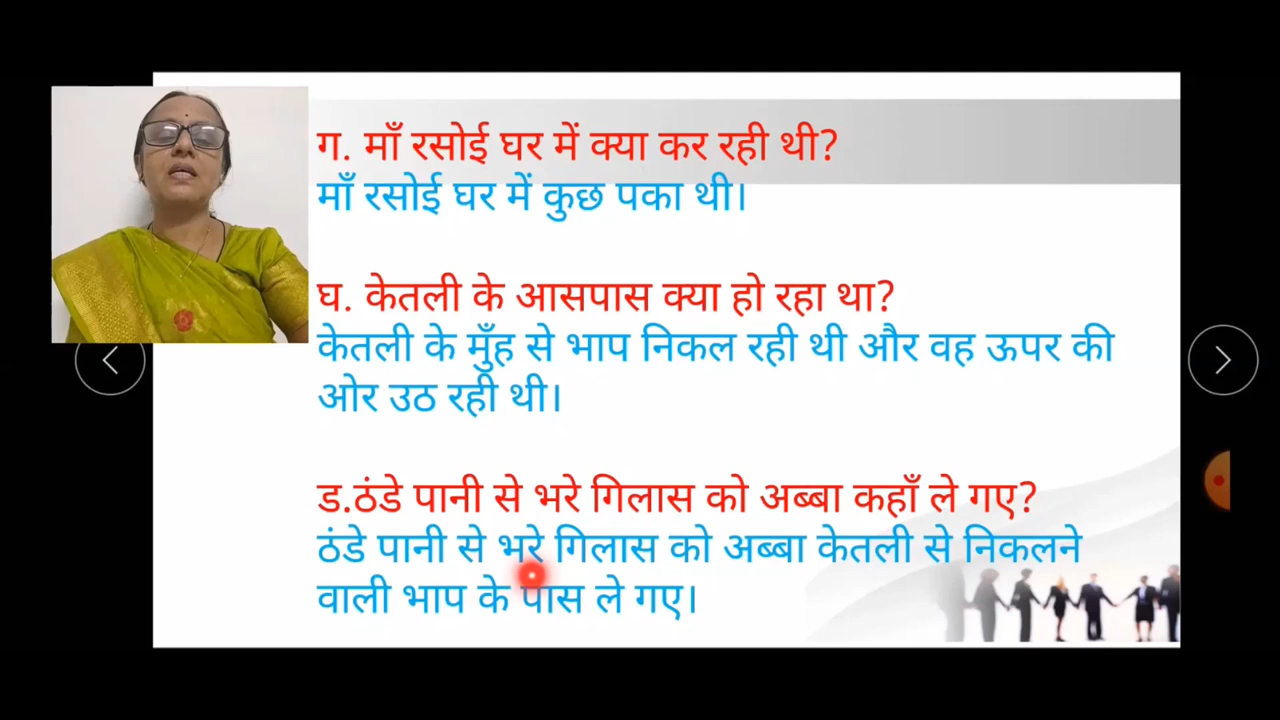 ग. माँ रसोई घर में क्या कर रही थी?
माँ रसोई घर में कुछ पका थी।
घ. केतली के आसपास क्या हो रहा था?
केतली के मुँह से भाप निकल रही थी और वह ऊपर की
ओर उठ रही थी।
ड.ठंडे पानी से भरे गिलास को अब्बा कहाँ ले गए?
ठंडे पानी से भरे गिलास को अब्बा केतली से निकलने
वाली भाप के पास ले गए।